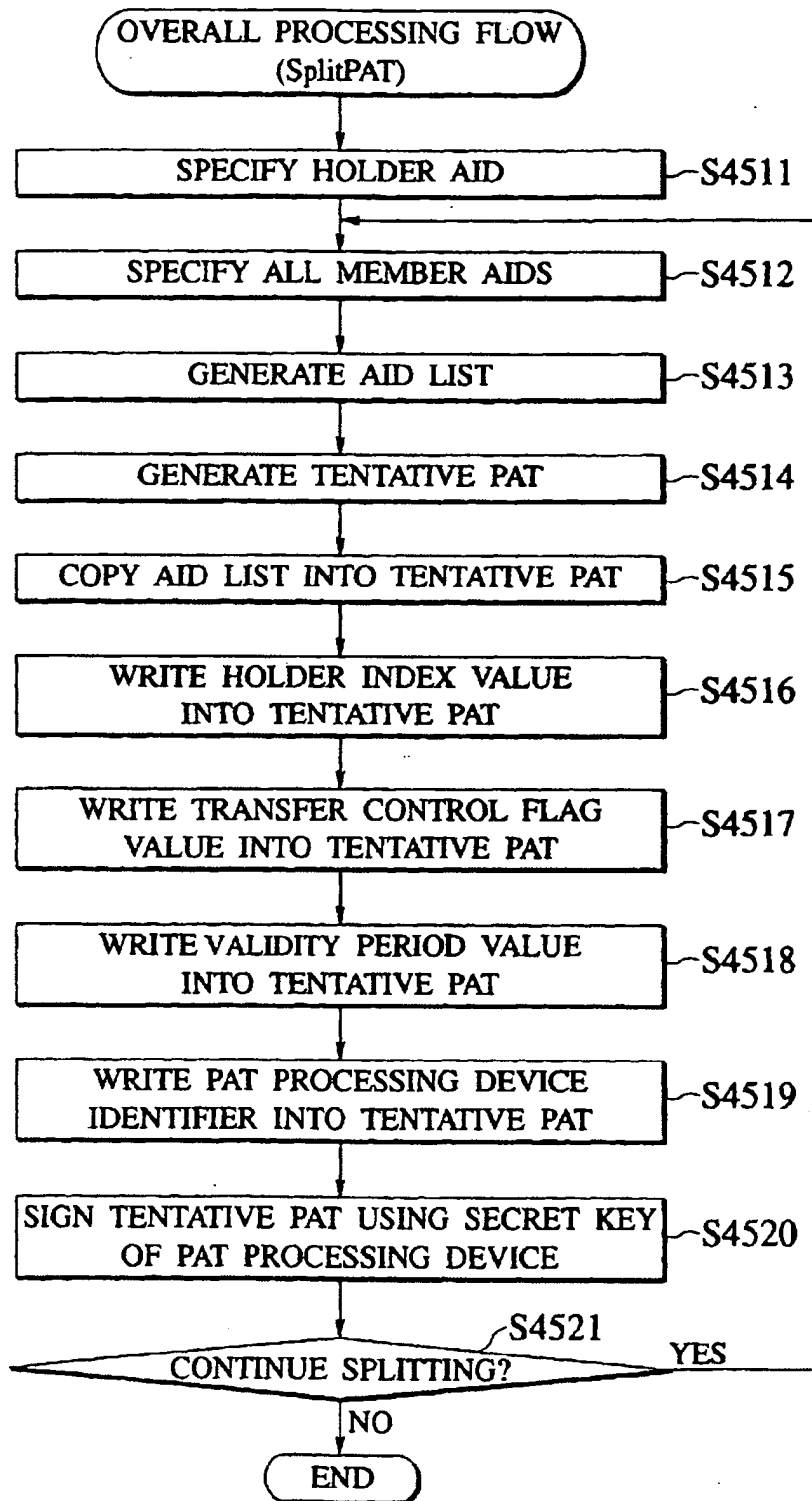 OVERALL PROCESSING FLOW
(SplitPAT)
SPECIFY HOLDER AID
S4511
SPECIFY ALL MEMBER AIDS
S4512
GENERATE AID LIST
S4513
GENERATE TENTATIVE PAT
S4514
COPY AID LIST INTO TENTATIVE PAT
S4515
WRITE HOLDER INDEX VALUE
INTO TENTATIVE PAT
S4516
WRITE TRANSFER CONTROL FLAG
VALUE INTO TENTATIVE PAT
S4517
WRITE VALIDITY PERIOD VALUE
INTO TENTATIVE PAT
S4518
WRITE PAT PROCESSING DEVICE
IDENTIFIER INTO TENTATIVE PAT
S4519
SIGN TENTATIVE PAT USING SECRET KEY
OF PAT PROCESSING DEVICE
S4520
S4521
CONTINUE SPLITTING?
YES
NO
END